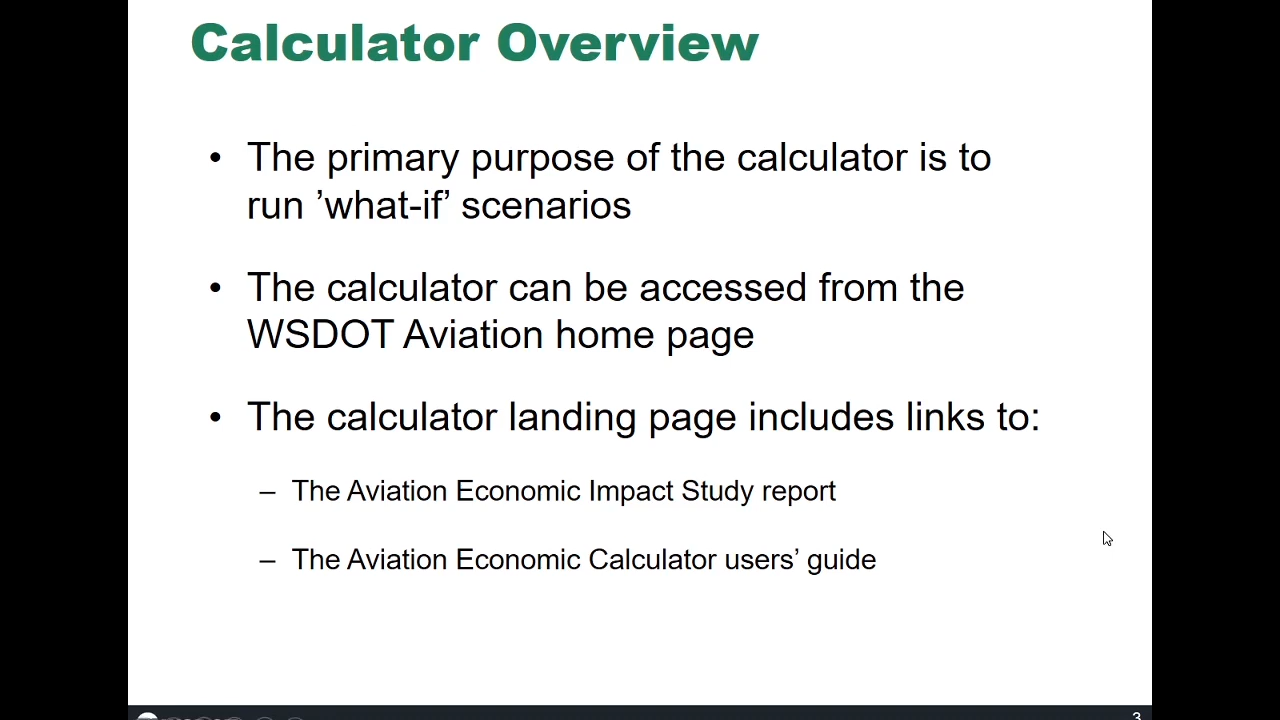 Calculator Overview
• The primary purpose of the calculator is to
run ’what-if’ scenarios
• The calculator can be accessed from the
WSDOT Aviation home page
• The calculator landing page includes links to:
– The Aviation Economic Impact Study report
– The Aviation Economic Calculator users’ guide
3